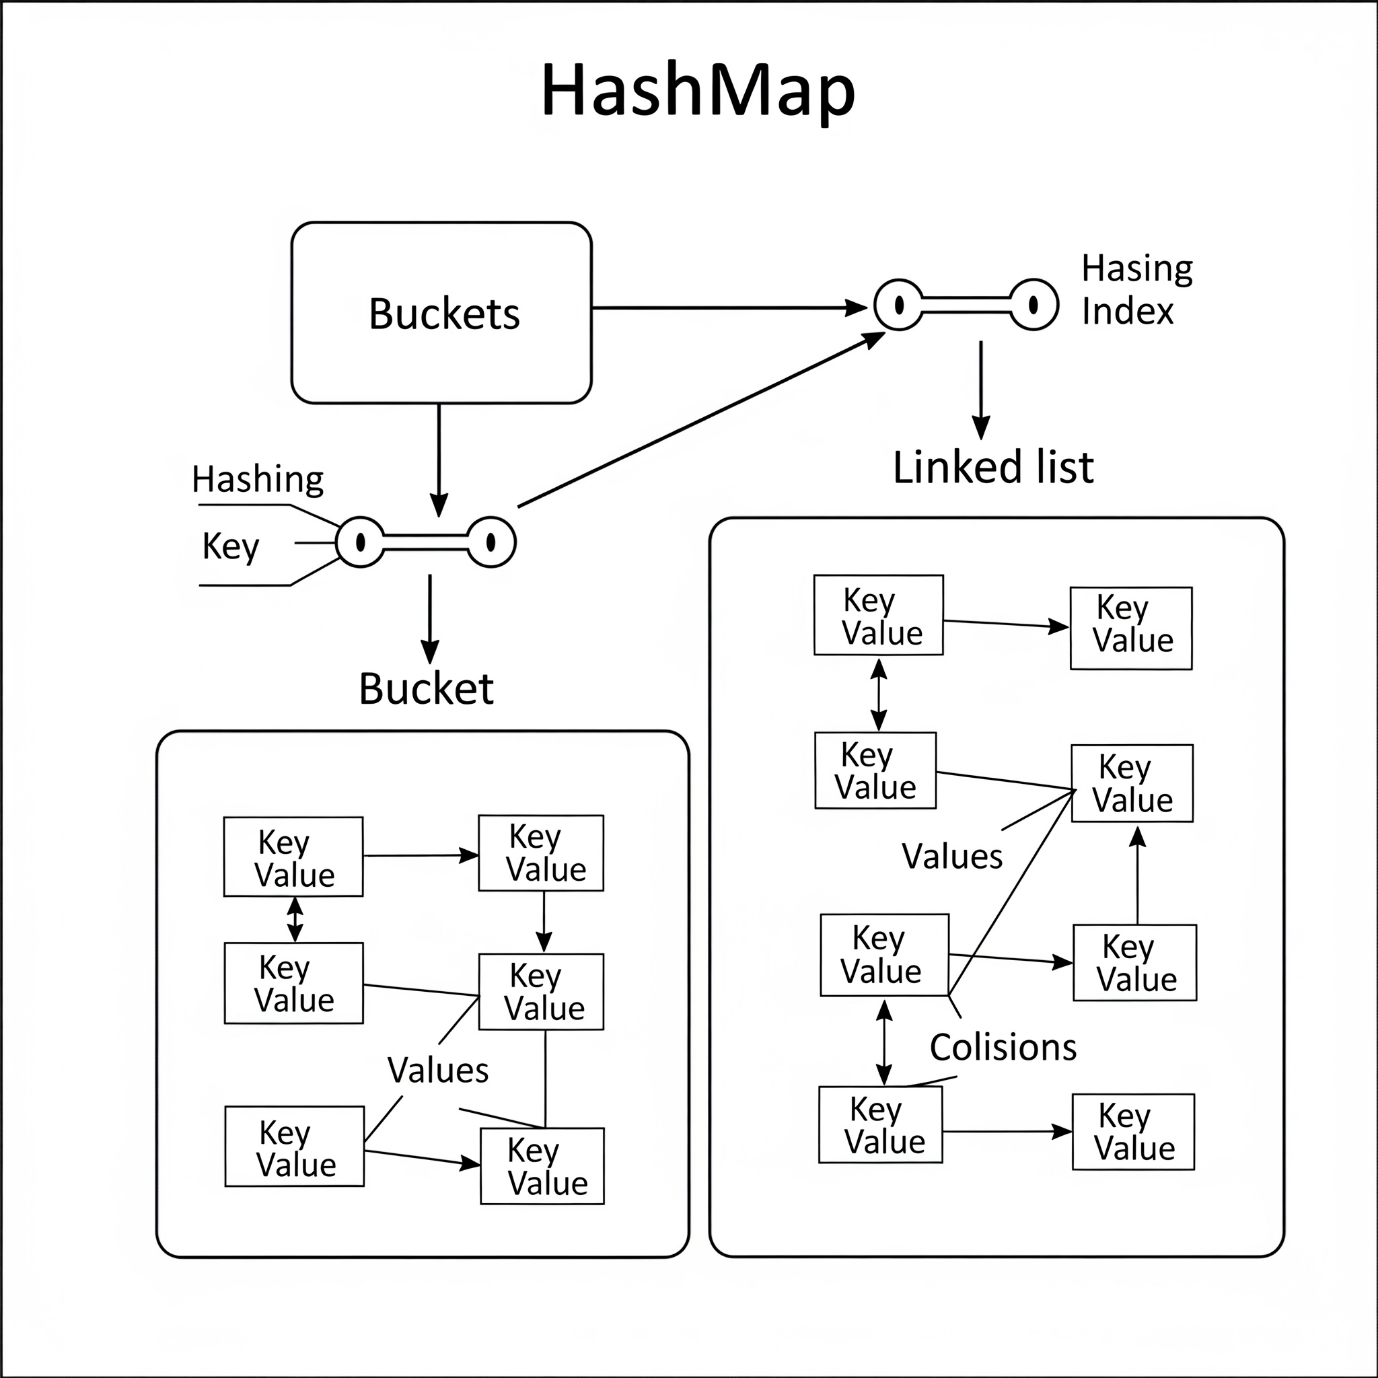 HashMap
Buckets
Hasing
Index
Hashing
Key
Linked list
Bucket
Key
Value
Key
Value
Key
Value
Key
Value
Values
Key
Value
Key
Value
Key
Value
Key
Value
Key
Value
Key
Value
Values
Key
Value
Key
Value
Colisions
Key
Value
Key
Value